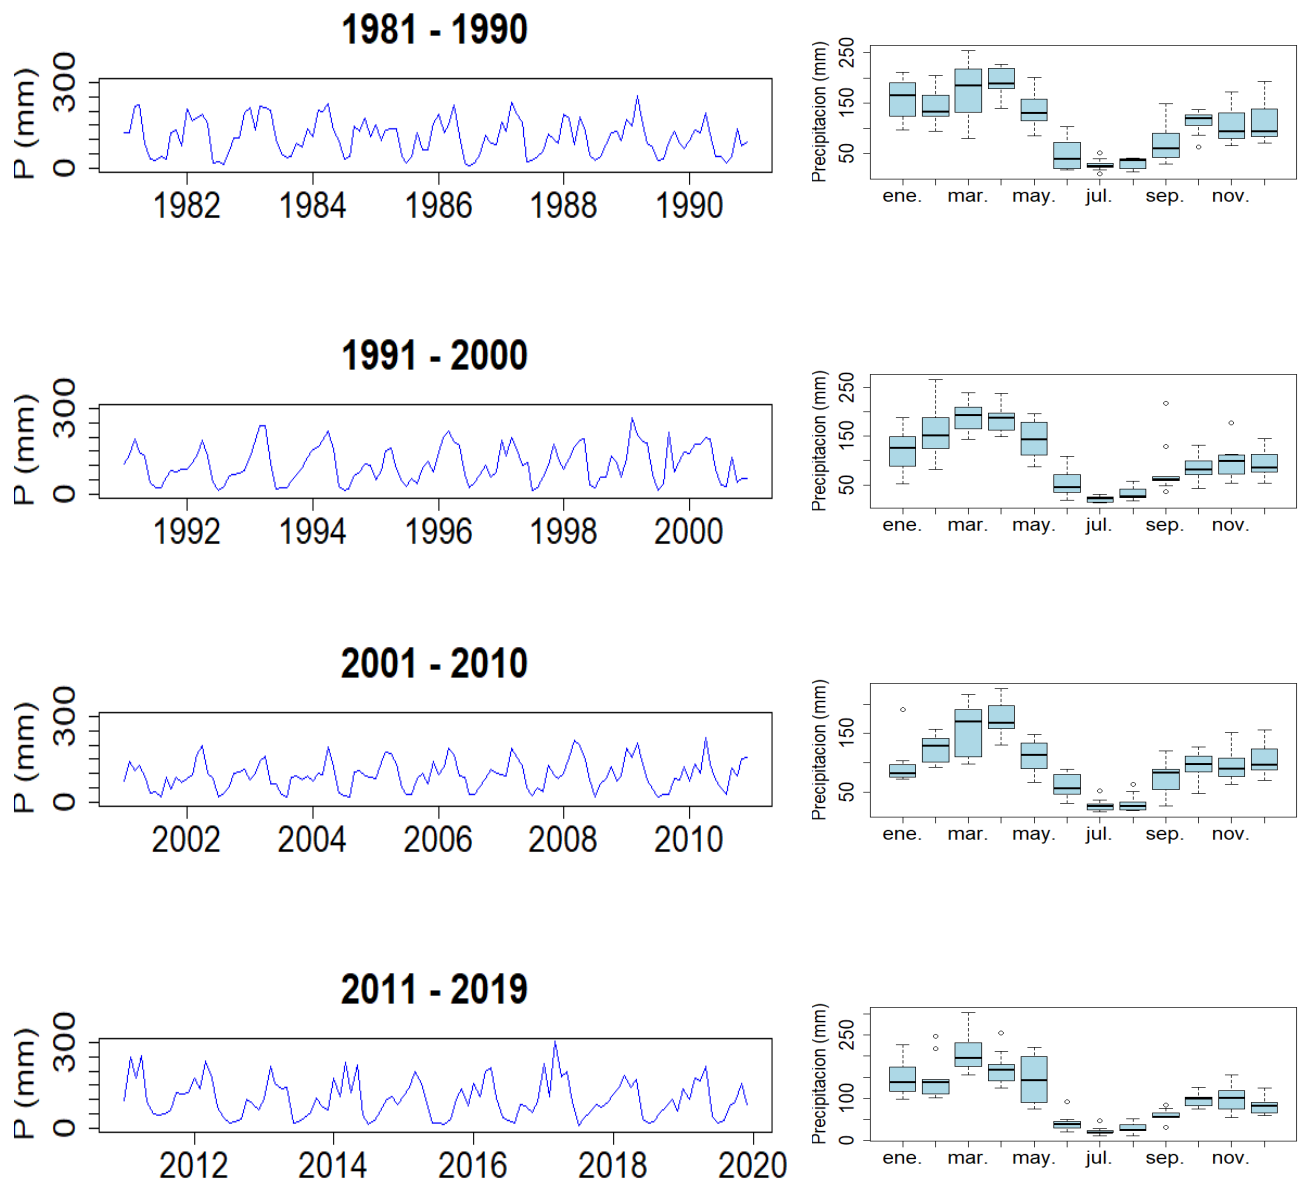 1981 - 1990
P (mm)
0 300
1982 1984 1986 1988 1990
Precipitacion (mm)
50 150 250
ene. mar. may. jul. sep. nov.
1991 - 2000
P (mm)
0 300
1992 1994 1996 1998 2000
Precipitacion (mm)
50 150 250
ene. mar. may. jul. sep. nov.
2001 - 2010
P (mm)
0 300
2002 2004 2006 2008 2010
Precipitacion (mm)
50 150
ene. mar. may. jul. sep. nov.
2011 - 2019
P (mm)
0 300
2012 2014 2016 2018 2020
Precipitacion (mm)
0 100 250
ene. mar. may. jul. sep. nov.